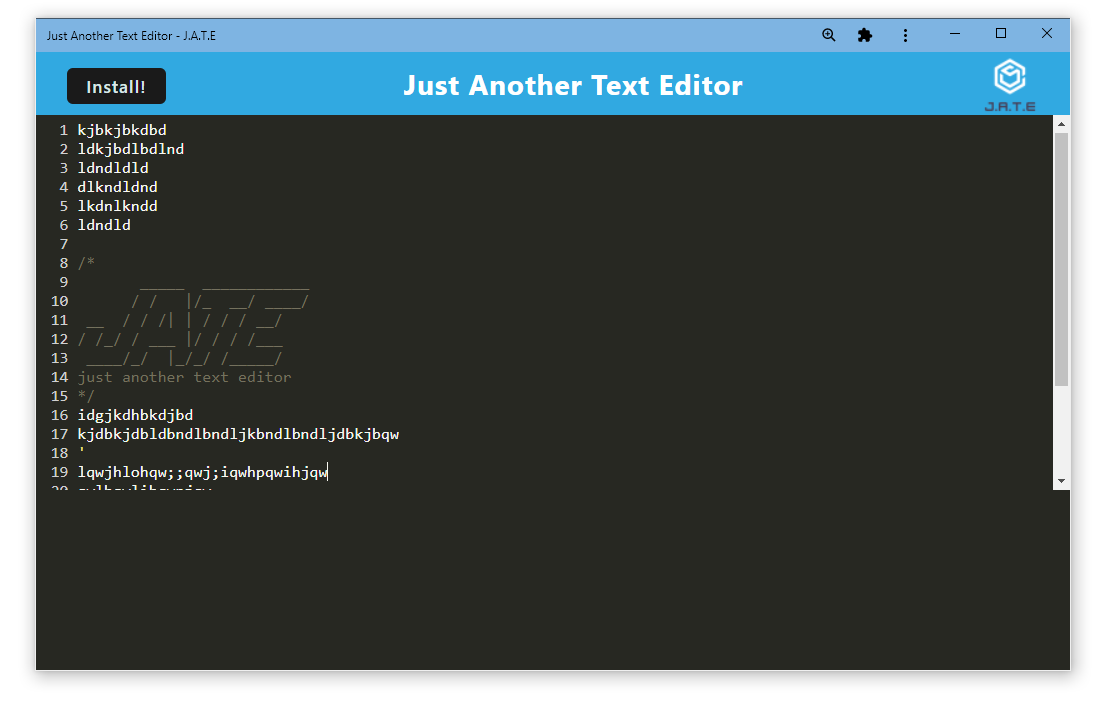 Just Another Text Editor - J.A.T.E
Install!
Just Another Text Editor
J.A.T.E
1 kjbkjbkdbd
2 ldkjbdlbdlnd
3 ldndldld
4 dlkndldnd
5 lkdnlkndd
6 ldndld
7
8 /*
9        _____  ____________
10       / /   |/_  __/ ____/
11  __  / / /| | / / / __/
12 / /_/ / ___ |/ / / /___
13  ____/_/  |_/_/ /_____/
14 just another text editor
15 */
16 idgjkdhbkdjbd
17 kjdbkjdbldbndlbndljkbndlbndljdbkjbqw
18 '
19 lqwjhlohqw;;qwj;iqwhpqwihjqw
20